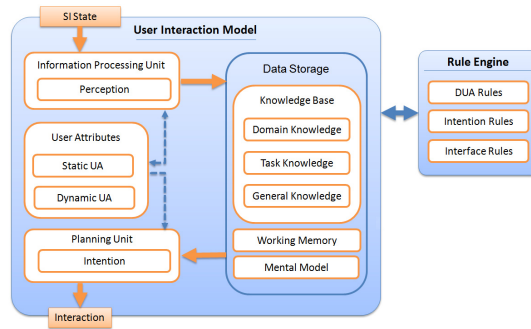 SI State
User Interaction Model
Information Processing Unit
Perception
User Attributes
Static UA
Dynamic UA
Planning Unit
Intention
Interaction
Data Storage
Knowledge Base
Domain Knowledge
Task Knowledge
General Knowledge
Working Memory
Mental Model
Rule Engine
DUA Rules
Intention Rules
Interface Rules